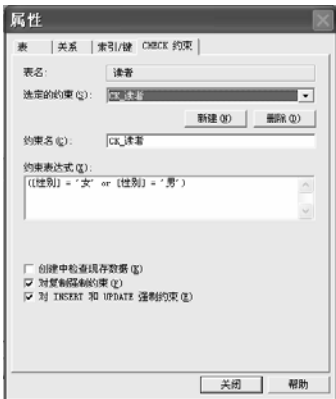 属性
表 关系 索引/键 CHECK 约束
表名: 读者
选定的约束(S): CK_读者
新建(N) 删除(D)
约束名(C): CK_读者
约束表达式(X):
([性别] = '女' or [性别] = '男')
创建中检查现存数据(K)
对复制强制约束(P)
对 INSERT 和 UPDATE 强制约束(E)
关闭 帮助